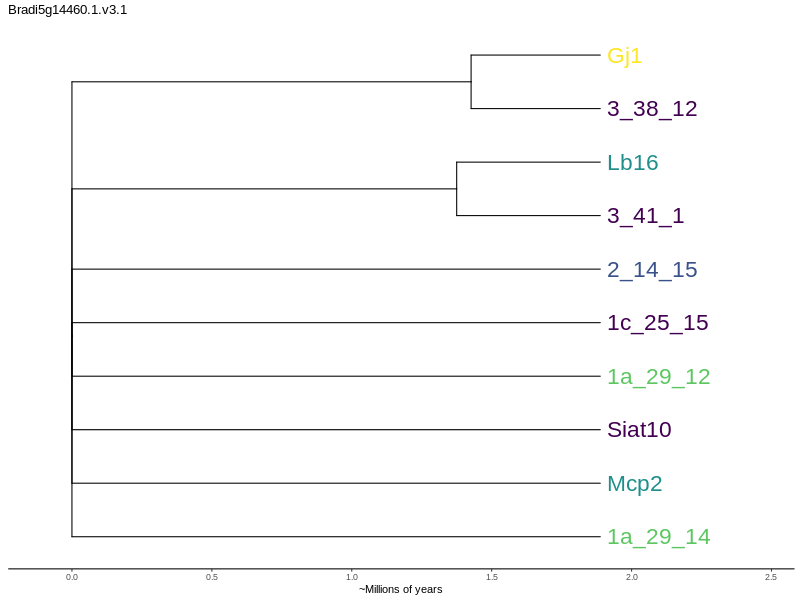 Bradi5g14460.1.v3.1
Gj1
3_38_12
Lb16
3_41_1
2_14_15
1c_25_15
1a_29_12
Siat10
Mcp2
1a_29_14
0.0 0.5 1.0 1.5 2.0 2.5
~Millions of years